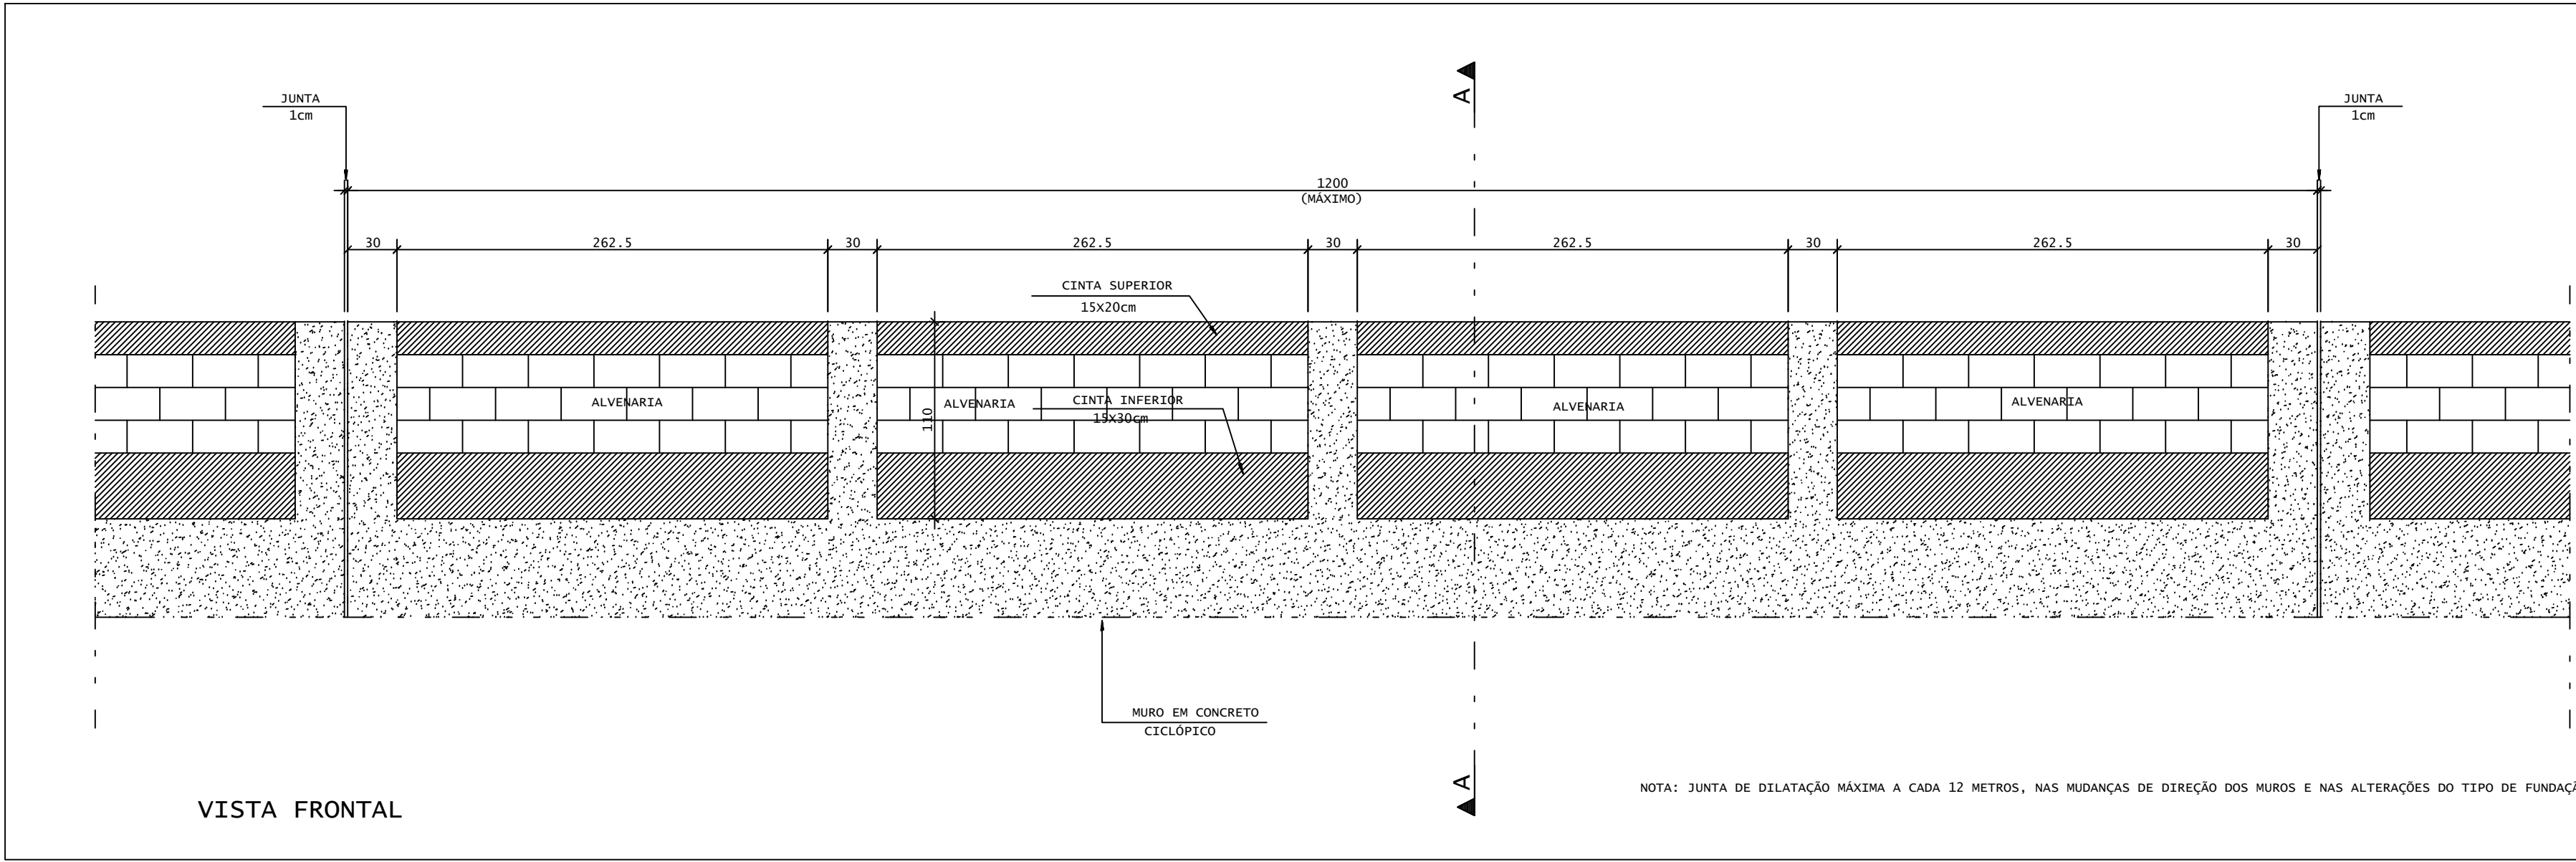 JUNTA
1cm
A
JUNTA
1cm
1200
(MÁXIMO)
30
262.5
30
262.5
30
262.5
30
262.5
30
CINTA SUPERIOR
15X20cm
ALVENARIA
110
ALVENARIA
CINTA INFERIOR
15X30cm
ALVENARIA
ALVENARIA
MURO EM CONCRETO
CICLÓPICO
A
NOTA: JUNTA DE DILATAÇÃO MÁXIMA A CADA 12 METROS, NAS MUDANÇAS DE DIREÇÃO DOS MUROS E NAS ALTERAÇÕES DO TIPO DE
VISTA FRONTAL